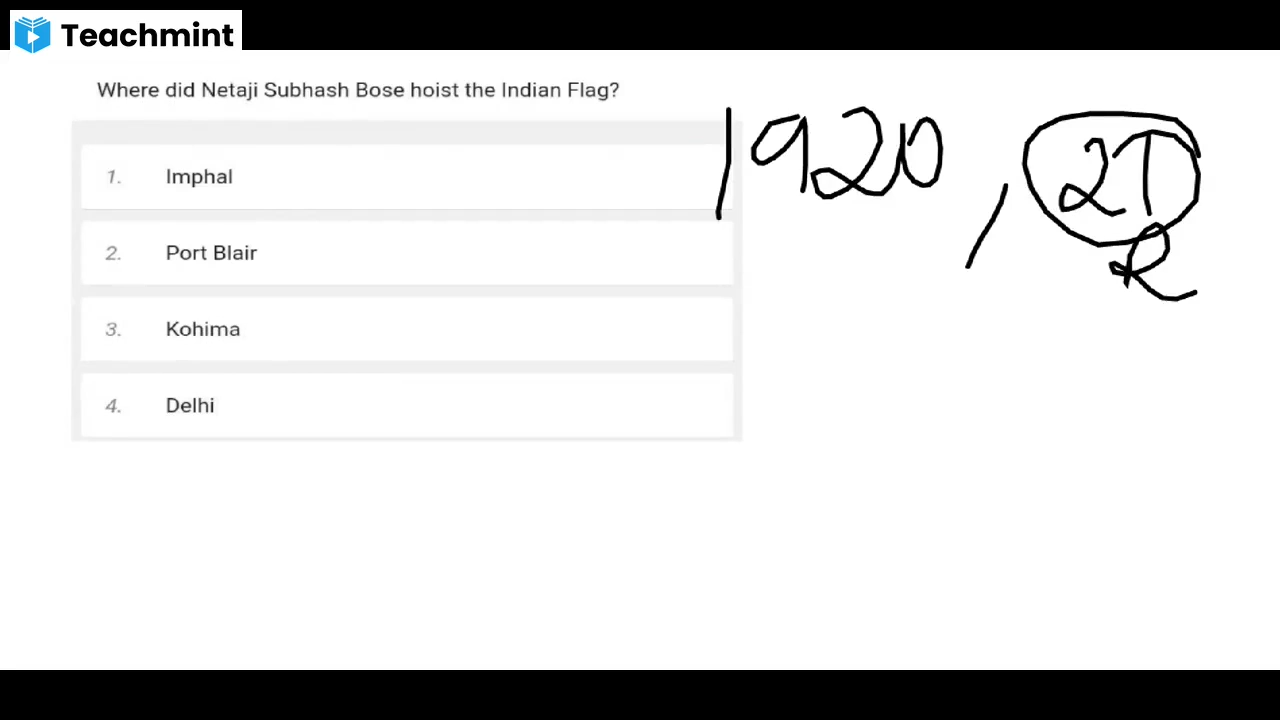 Teachmint
Where did Netaji Subhash Bose hoist the Indian Flag?
1. Imphal
2. Port Blair
3. Kohima
4. Delhi
1920,
R